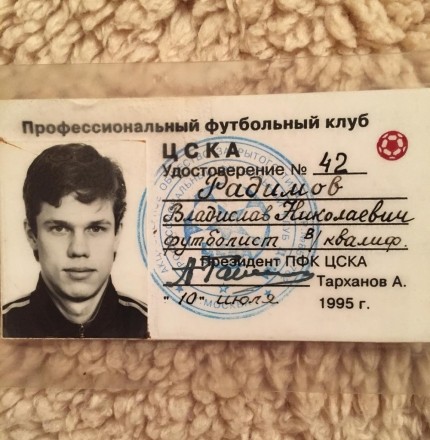 Профессиональный футбольный клуб
ЦСКА
Удостоверение № 42
Радимов
Владислав Николаевич
футболист в квалиф.
Президент ПФК ЦСКА
Тарханов А.
"10" июля 1995 г.
МОСКВА